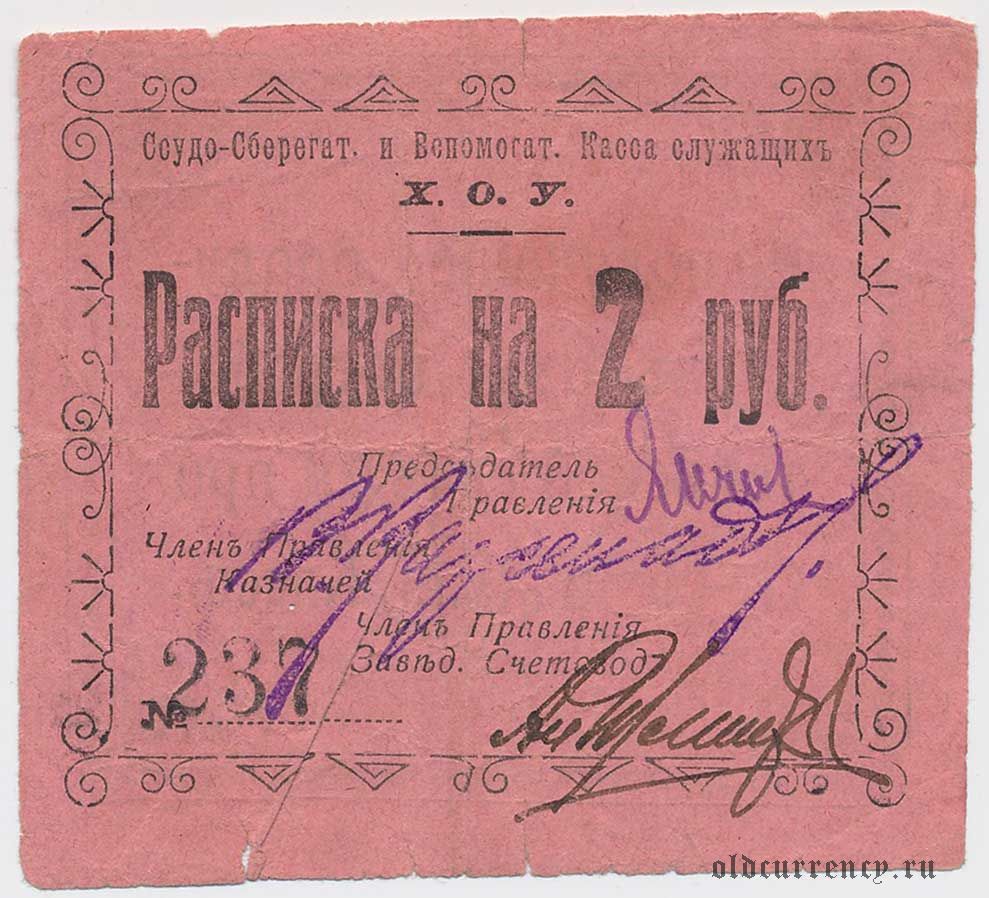 Ссудо-Сберегат. и Вспомогат. Касса служащихъ
Х. О. У.
Расписка на 2 руб.
Предсѣдатель
Правленія
Членъ Правленія
Казначей
Членъ Правленія
Завѣд. Счетовод.
№ 237
oldcurrency.ru